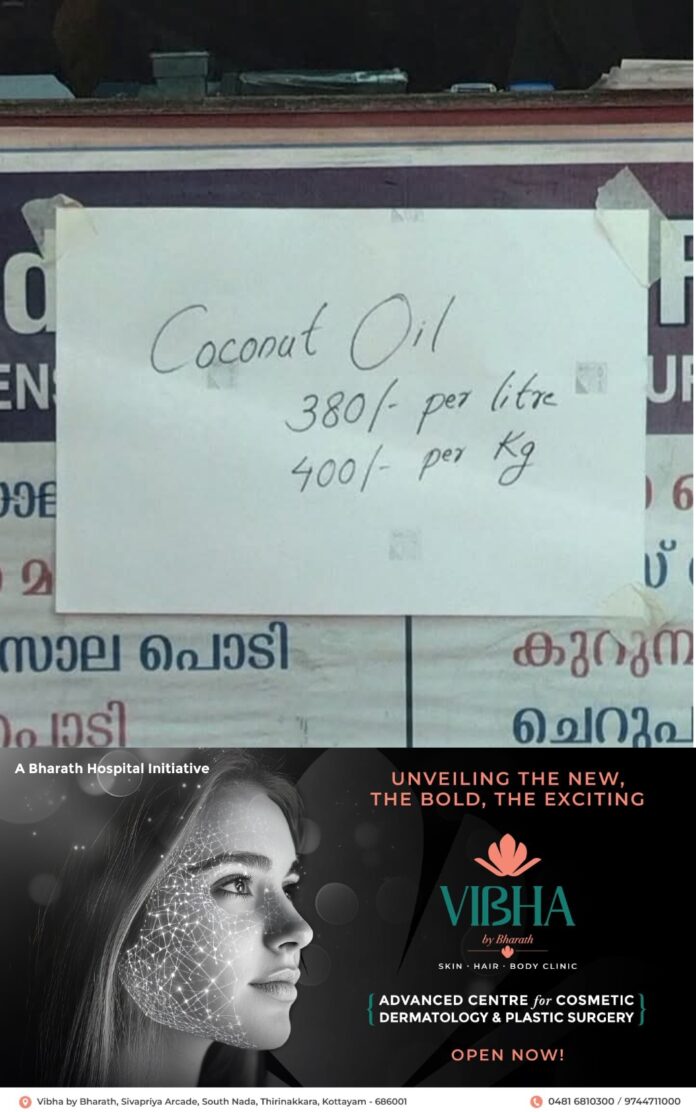 Coconut Oil
380/- per litre
400/- per Kg
സാല പൊടി
പൊടി
A Bharath Hospital Initiative
UNVEILING THE NEW,
THE BOLD, THE EXCITING
VIBHA
by Bharath
SKIN · HAIR · BODY CLINIC
{ ADVANCED CENTRE for COSMETIC
DERMATOLOGY & PLASTIC SURGERY }
OPEN NOW!
Vibha by Bharath, Sivapriya Arcade, South Nada, Thirinakkara, Kottayam - 686001
0481 6810300 / 9744711000